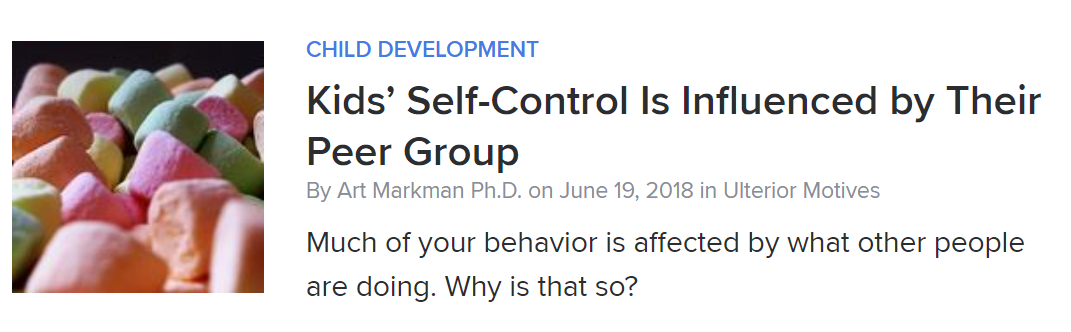 CHILD DEVELOPMENT
Kids’ Self-Control Is Influenced by Their
Peer Group
By Art Markman Ph.D. on June 19, 2018 in Ulterior Motives
Much of your behavior is affected by what other people
are doing. Why is that so?